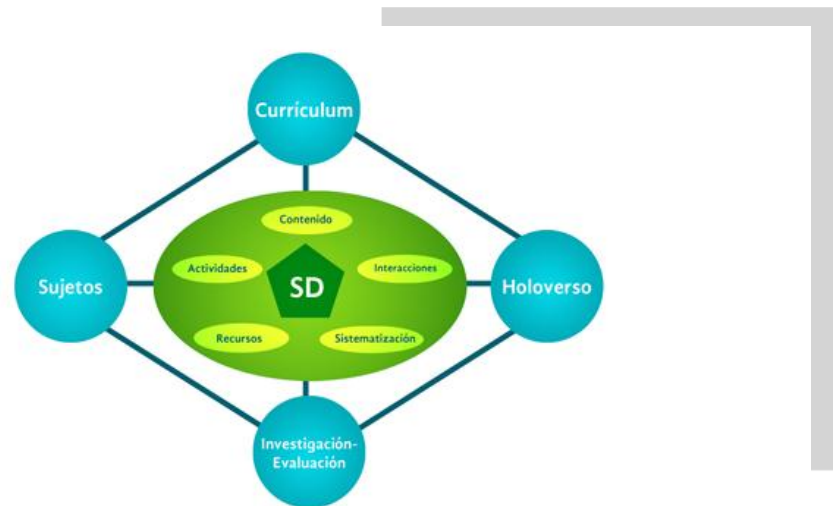 Currículum
Contenido
Actividades
Interacciones
Sujetos
SD
Holoverso
Recursos
Sistematización
Investigación-
Evaluación